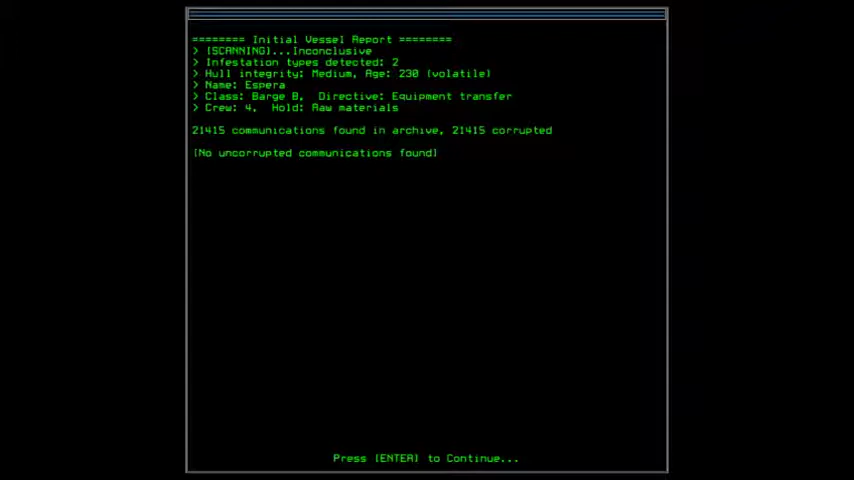 ======== Initial Vessel Report ========
> [SCANNING]...Inconclusive
> Infestation types detected: 2
> Hull integrity: Medium, Age: 230 (volatile)
> Name: Espera
> Class: Barge B,  Directive: Equipment transfer
> Crew: 4,  Hold: Raw materials
21415 communications found in archive, 21415 corrupted
[No uncorrupted communications found]
Press [ENTER] to Continue...